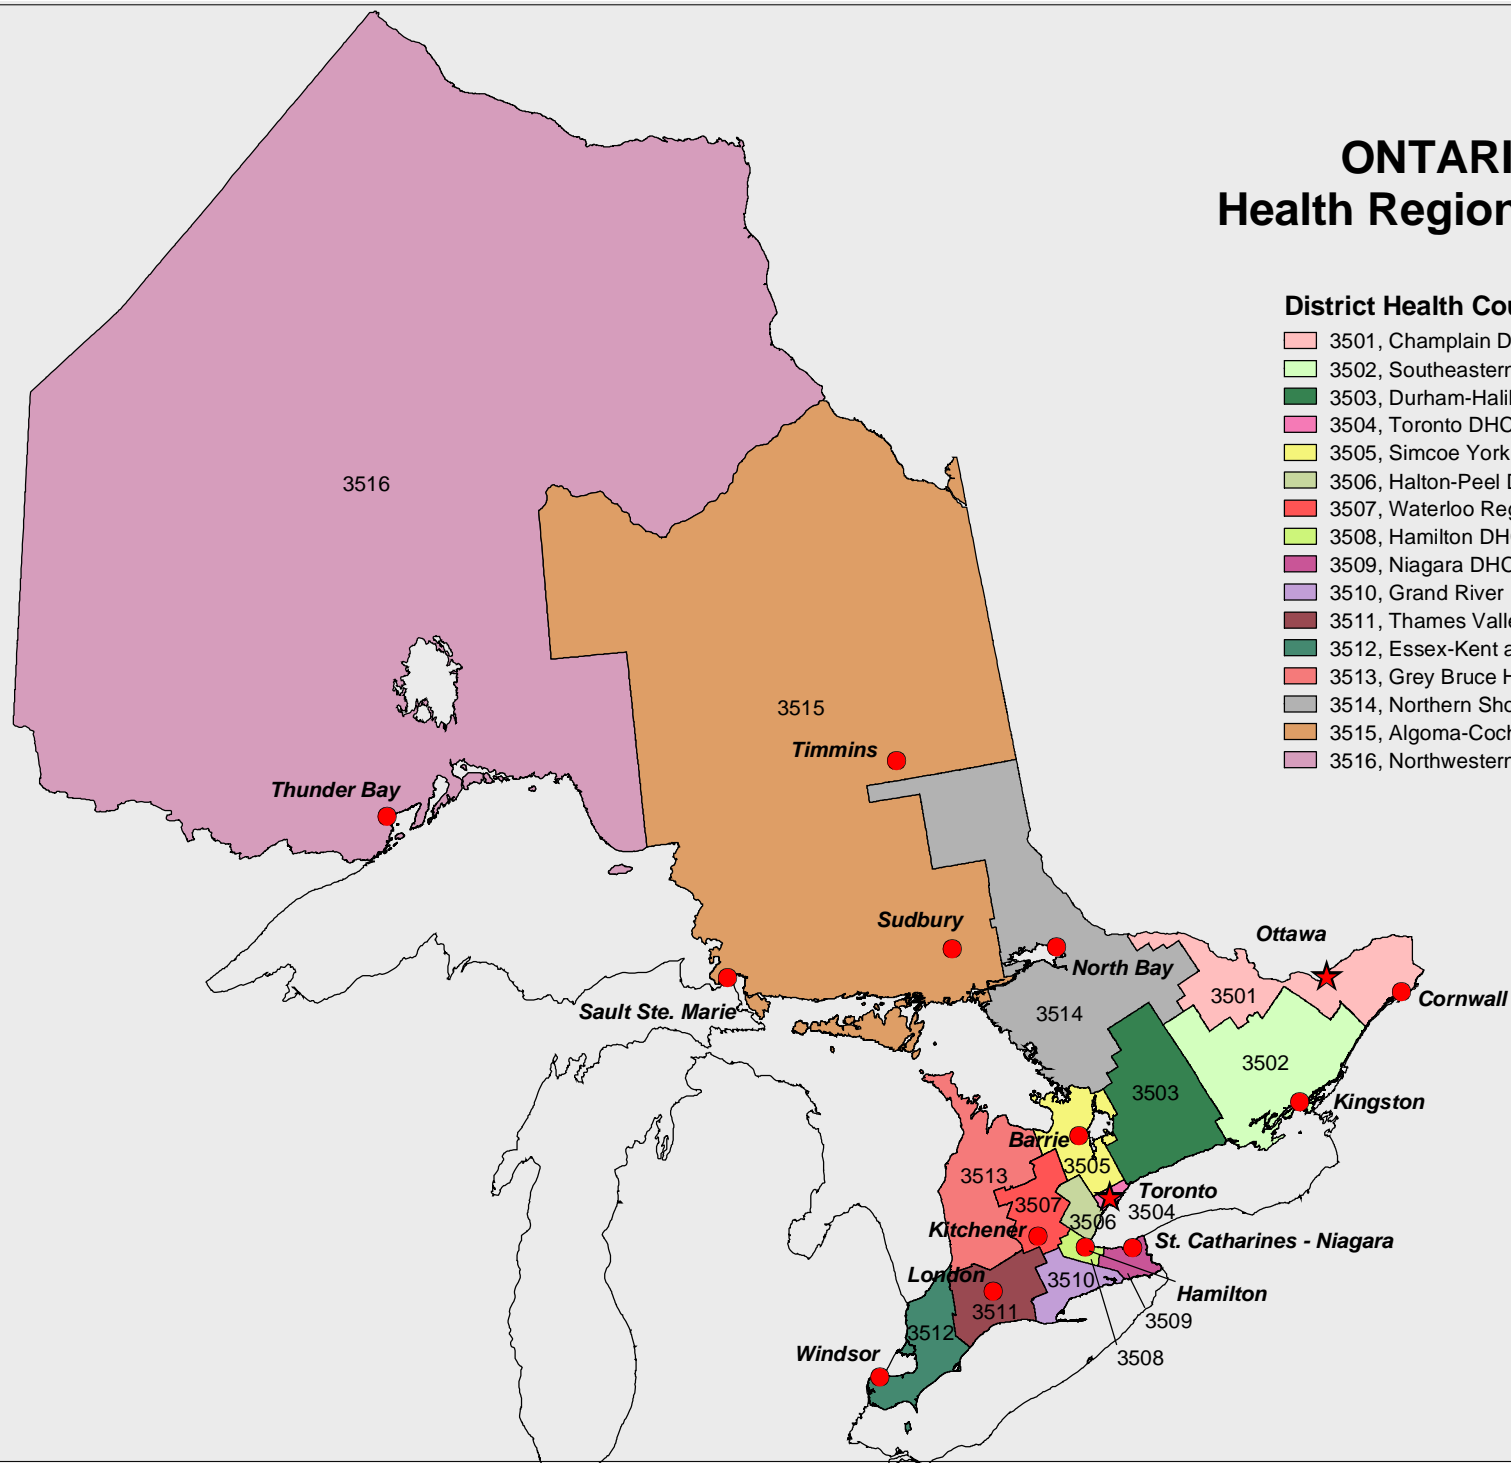 ONTARI
Health Region
District Health Cou
3501, Champlain D
3502, Southeastern
3503, Durham-Hali
3504, Toronto DHC
3505, Simcoe York
3506, Halton-Peel D
3507, Waterloo Reg
3508, Hamilton DH
3509, Niagara DHC
3510, Grand River
3511, Thames Valle
3512, Essex-Kent a
3513, Grey Bruce H
3514, Northern Sho
3515, Algoma-Coch
3516, Northwestern
3516
3515
Timmins
Thunder Bay
Sudbury
Ottawa
North Bay
3501
Cornwall
Sault Ste. Marie
3514
3502
3503
Kingston
Barrie
3505
3513
Toronto
3507
3504
3506
Kitchener
St. Catharines - Niagara
London
3510
Hamilton
3511
3509
3512
Windsor
3508